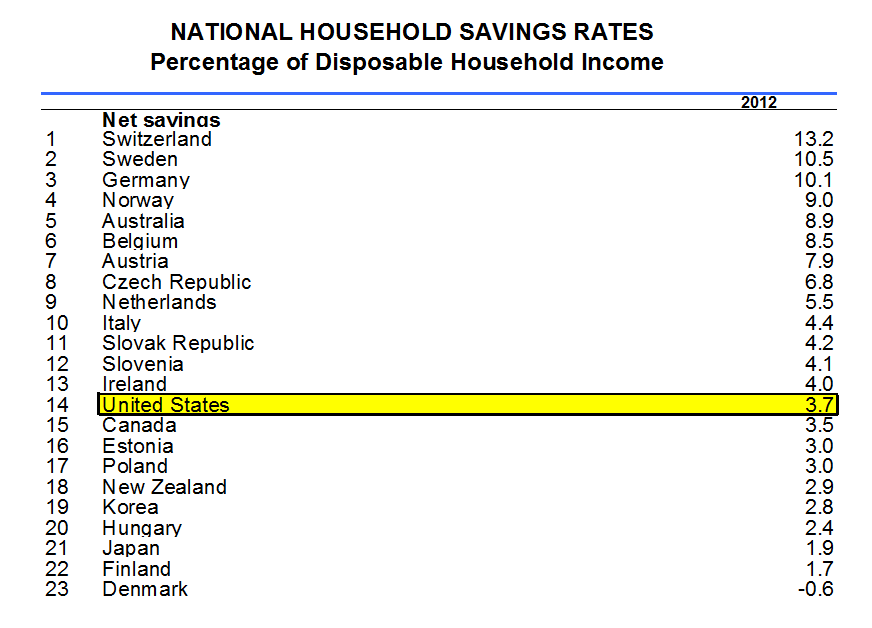 NATIONAL HOUSEHOLD SAVINGS RATES
Percentage of Disposable Household Income
2012
Net savings
1 Switzerland 13.2
2 Sweden 10.5
3 Germany 10.1
4 Norway 9.0
5 Australia 8.9
6 Belgium 8.5
7 Austria 7.9
8 Czech Republic 6.8
9 Netherlands 5.5
10 Italy 4.4
11 Slovak Republic 4.2
12 Slovenia 4.1
13 Ireland 4.0
14 United States 3.7
15 Canada 3.5
16 Estonia 3.0
17 Poland 3.0
18 New Zealand 2.9
19 Korea 2.8
20 Hungary 2.4
21 Japan 1.9
22 Finland 1.7
23 Denmark -0.6